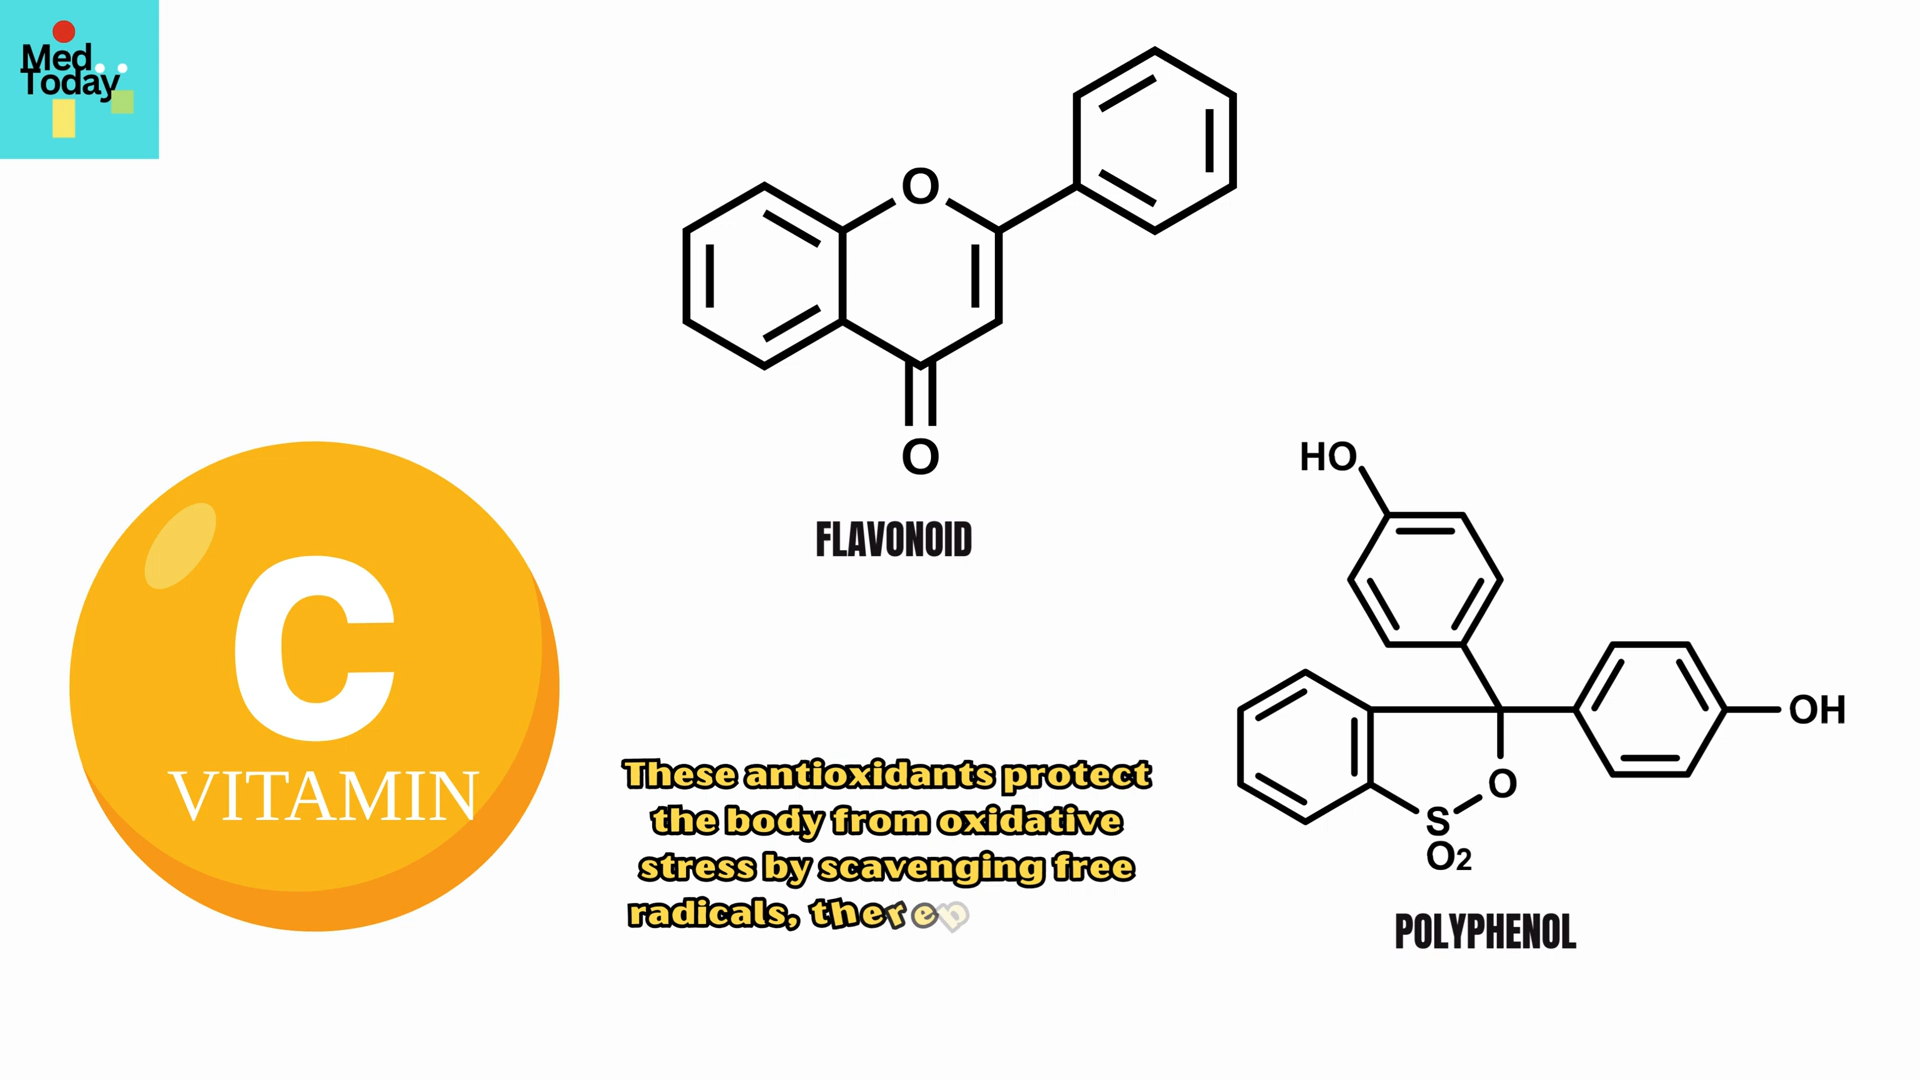 Med
Today
O
O
FLAVONOID
C
VITAMIN
HO
OH
O
S
O2
POLYPHENOL
These antioxidants protect
the body from oxidative
stress by scavenging free
radicals, there